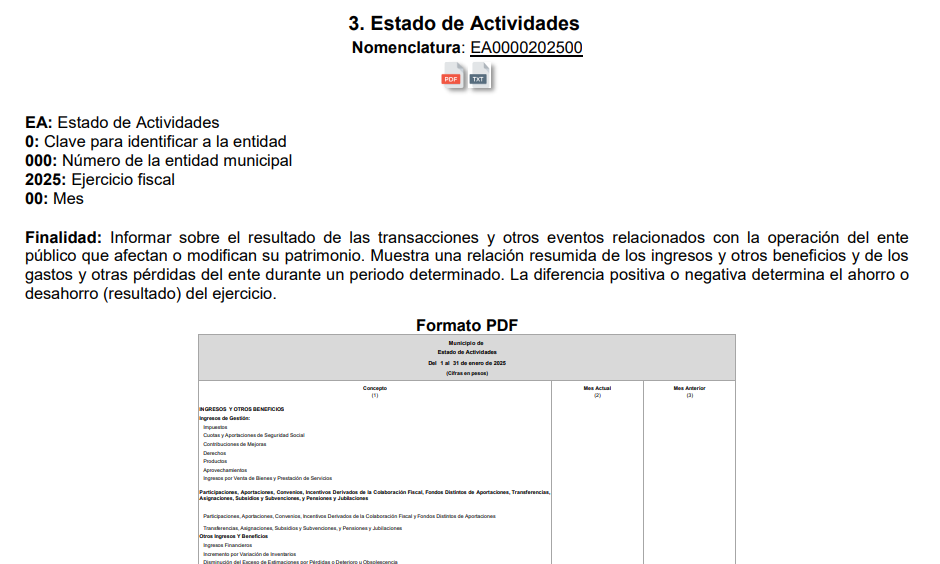 3. Estado de Actividades
Nomenclatura: EA0000202500
PDF TXT
EA: Estado de Actividades
0: Clave para identificar a la entidad
000: Número de la entidad municipal
2025: Ejercicio fiscal
00: Mes
Finalidad: Informar sobre el resultado de las transacciones y otros eventos relacionados con la operación del ente
público que afectan o modifican su patrimonio. Muestra una relación resumida de los ingresos y otros beneficios y de los
gastos y otras pérdidas del ente durante un periodo determinado. La diferencia positiva o negativa determina el ahorro o
desahorro (resultado) del ejercicio.
Formato PDF
Municipio de
Estado de Actividades
Del 1 al 31 de enero de 2025
(Cifras en pesos)
Concepto Mes Actual Mes Anterior
(1) (2) (3)
INGRESOS Y OTROS BENEFICIOS
Ingresos de Gestión:
Impuestos
Cuotas y Aportaciones de Seguridad Social
Contribuciones de Mejoras
Derechos
Productos
Aprovechamientos
Ingresos por Venta de Bienes y Prestación de Servicios
Participaciones, Aportaciones, Convenios, Incentivos Derivados de la Colaboración Fiscal, Fondos Distintos de Aportaciones, Transferencias,
Asignaciones, Subsidios y Subvenciones, y Pensiones y Jubilaciones
Participaciones, Aportaciones, Convenios, Incentivos Derivados de la Colaboración Fiscal y Fondos Distintos de Aportaciones
Transferencias, Asignaciones, Subsidios y Subvenciones, y Pensiones y Jubilaciones
Otros Ingresos Y Beneficios
Ingresos Financieros
Incremento por Variación de Inventarios
Disminución del Exceso de Estimaciones por Pérdidas o Deterioro u Obsolescencia